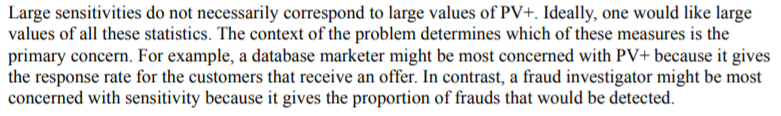 Large sensitivities do not necessarily correspond to large values of PV+. Ideally, one would like large
values of all these statistics. The context of the problem determines which of these measures is the
primary concern. For example, a database marketer might be most concerned with PV+ because it gives
the response rate for the customers that receive an offer. In contrast, a fraud investigator might be most
concerned with sensitivity because it gives the proportion of frauds that would be detected.